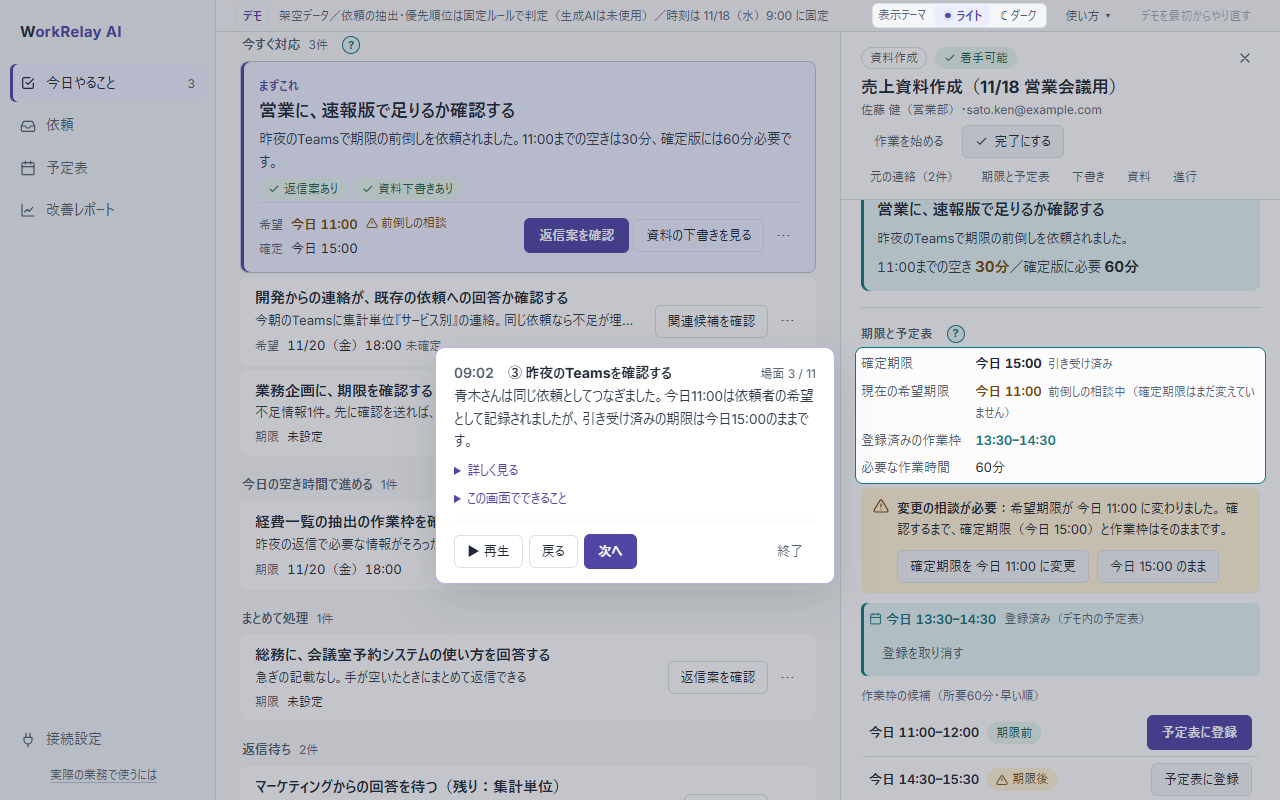 WorkRelay AI
今日やること 3
依頼
予定表
改善レポート
接続設定
実際の業務で使うには
デモ 架空データ／依頼の抽出・優先順位は固定ルールで判定（生成AIは未使用）／時刻は 11/18（水）9:00 に固定
表示テーマ ライト ダーク
使い方 ▾
デモを最初からやり直す
今すぐ対応 3件 ?
まずこれ
営業に、速報版で足りるか確認する
昨夜のTeamsで期限の前倒しを依頼されました。11:00までの空きは30分、確定版には60分必要で
す。
返信案あり 資料下書きあり
希望 今日 11:00 前倒しの相談
確定 今日 15:00
返信案を確認 資料の下書きを見る …
開発からの連絡が、既存の依頼への回答か確認する
今朝のTeamsに集計単位『サービス別』の連絡。同じ依頼なら不足が埋…
希望 11/20（金）18:00 未確定
関連候補を確認 …
業務企画に、期限を確認する
不足情報1件。先に確認を送れば、
期限 未設定
今日の空き時間で進める 1件
経費一覧の抽出の作業枠を確
昨夜の返信で必要な情報がそろった
期限 11/20（金）18:00
まとめて処理 1件
総務に、会議室予約システムの使い方を回答する
急ぎの記載なし。手が空いたときにまとめて返信できる
期限 未設定
返信案を確認 …
返信待ち 2件
マーケティングからの回答を待つ（残り：集計単位）
09:02 ③ 昨夜のTeamsを確認する 場面 3 / 11
青木さんは同じ依頼としてつなぎました。今日11:00は依頼者の希望
として記録されましたが、引き受け済みの期限は今日15:00のままで
す。
▶ 詳しく見る
▶ この画面でできること
▶ 再生 戻る 次へ 終了
資料作成 着手可能
売上資料作成（11/18 営業会議用）
佐藤 健（営業部）・sato.ken@example.com
作業を始める 完了にする
元の連絡（2件） 期限と予定表 下書き 資料 進行
営業に、速報版で足りるか確認する
昨夜のTeamsで期限の前倒しを依頼されました。
11:00までの空き 30分／確定版に必要 60分
期限と予定表 ?
確定期限 今日 15:00 引き受け済み
現在の希望期限 今日 11:00 前倒しの相談中（確定期限はまだ変えてい
ません）
登録済みの作業枠 13:30–14:30
必要な作業時間 60分
変更の相談が必要：希望期限が 今日 11:00 に変わりました。確
認するまで、確定期限（今日 15:00）と作業枠はそのままです。
確定期限を 今日 11:00 に変更 今日 15:00 のまま
今日 13:30–14:30 登録済み（デモ内の予定表）
登録を取り消す
作業枠の候補（所要60分・早い順）
今日 11:00–12:00 期限前 予定表に登録
今日 14:30–15:30 期限後 予定表に登録